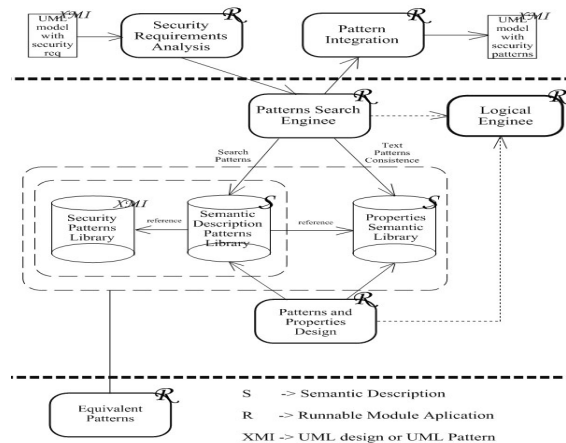 XMI
UML
model
with
security
req
R
Security
Requirements
Analysis
R
Pattern
Integration
XMI
UML
model
with
security
patterns
R
Patterns Search
Enginee
R
Logical
Enginee
Search
Patterns
Text
Patterns
Consistence
XMI
Security
Patterns
Library
reference
S
Semantic
Description
Patterns
Library
reference
S
Properties
Semantic
Library
R
Patterns and
Properties
Design
R
Equivalent
Patterns
S -> Semantic Description
R -> Runnable Module Aplication
XMI -> UML design or UML Pattern